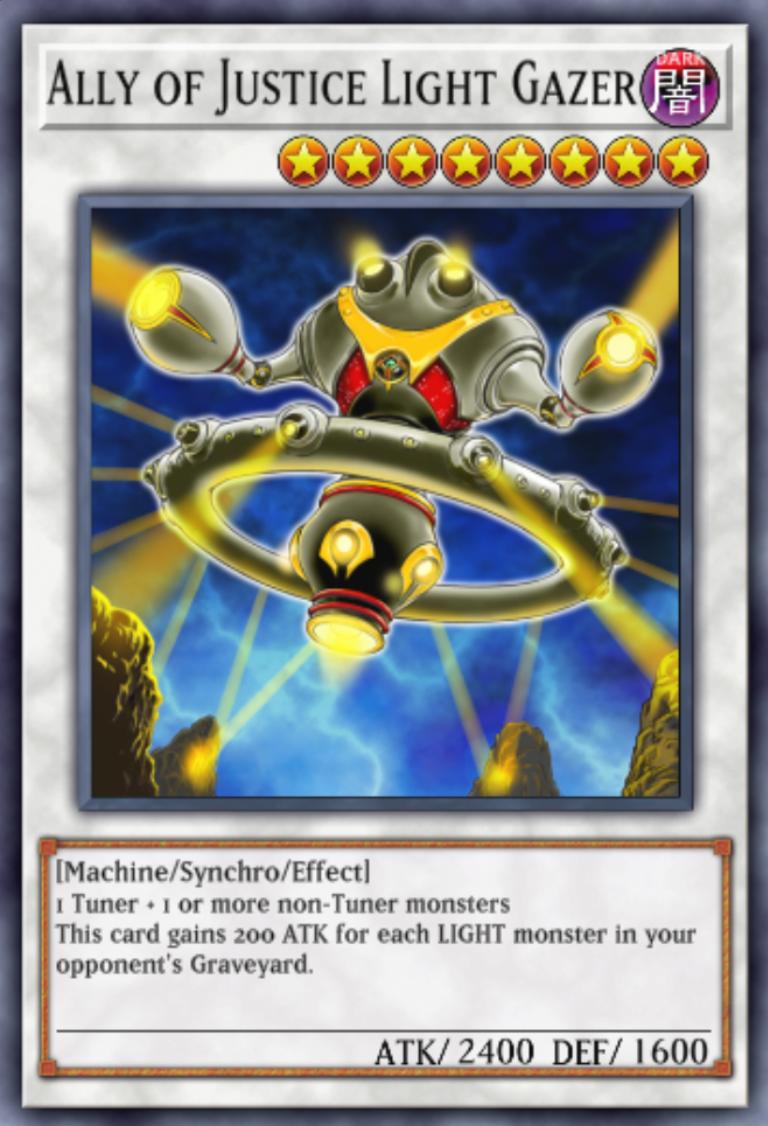 Ally of Justice Light Gazer
DARK
闇
[Machine/Synchro/Effect]
1 Tuner + 1 or more non-Tuner monsters
This card gains 200 ATK for each LIGHT monster in your
opponent's Graveyard.
ATK/ 2400 DEF/ 1600